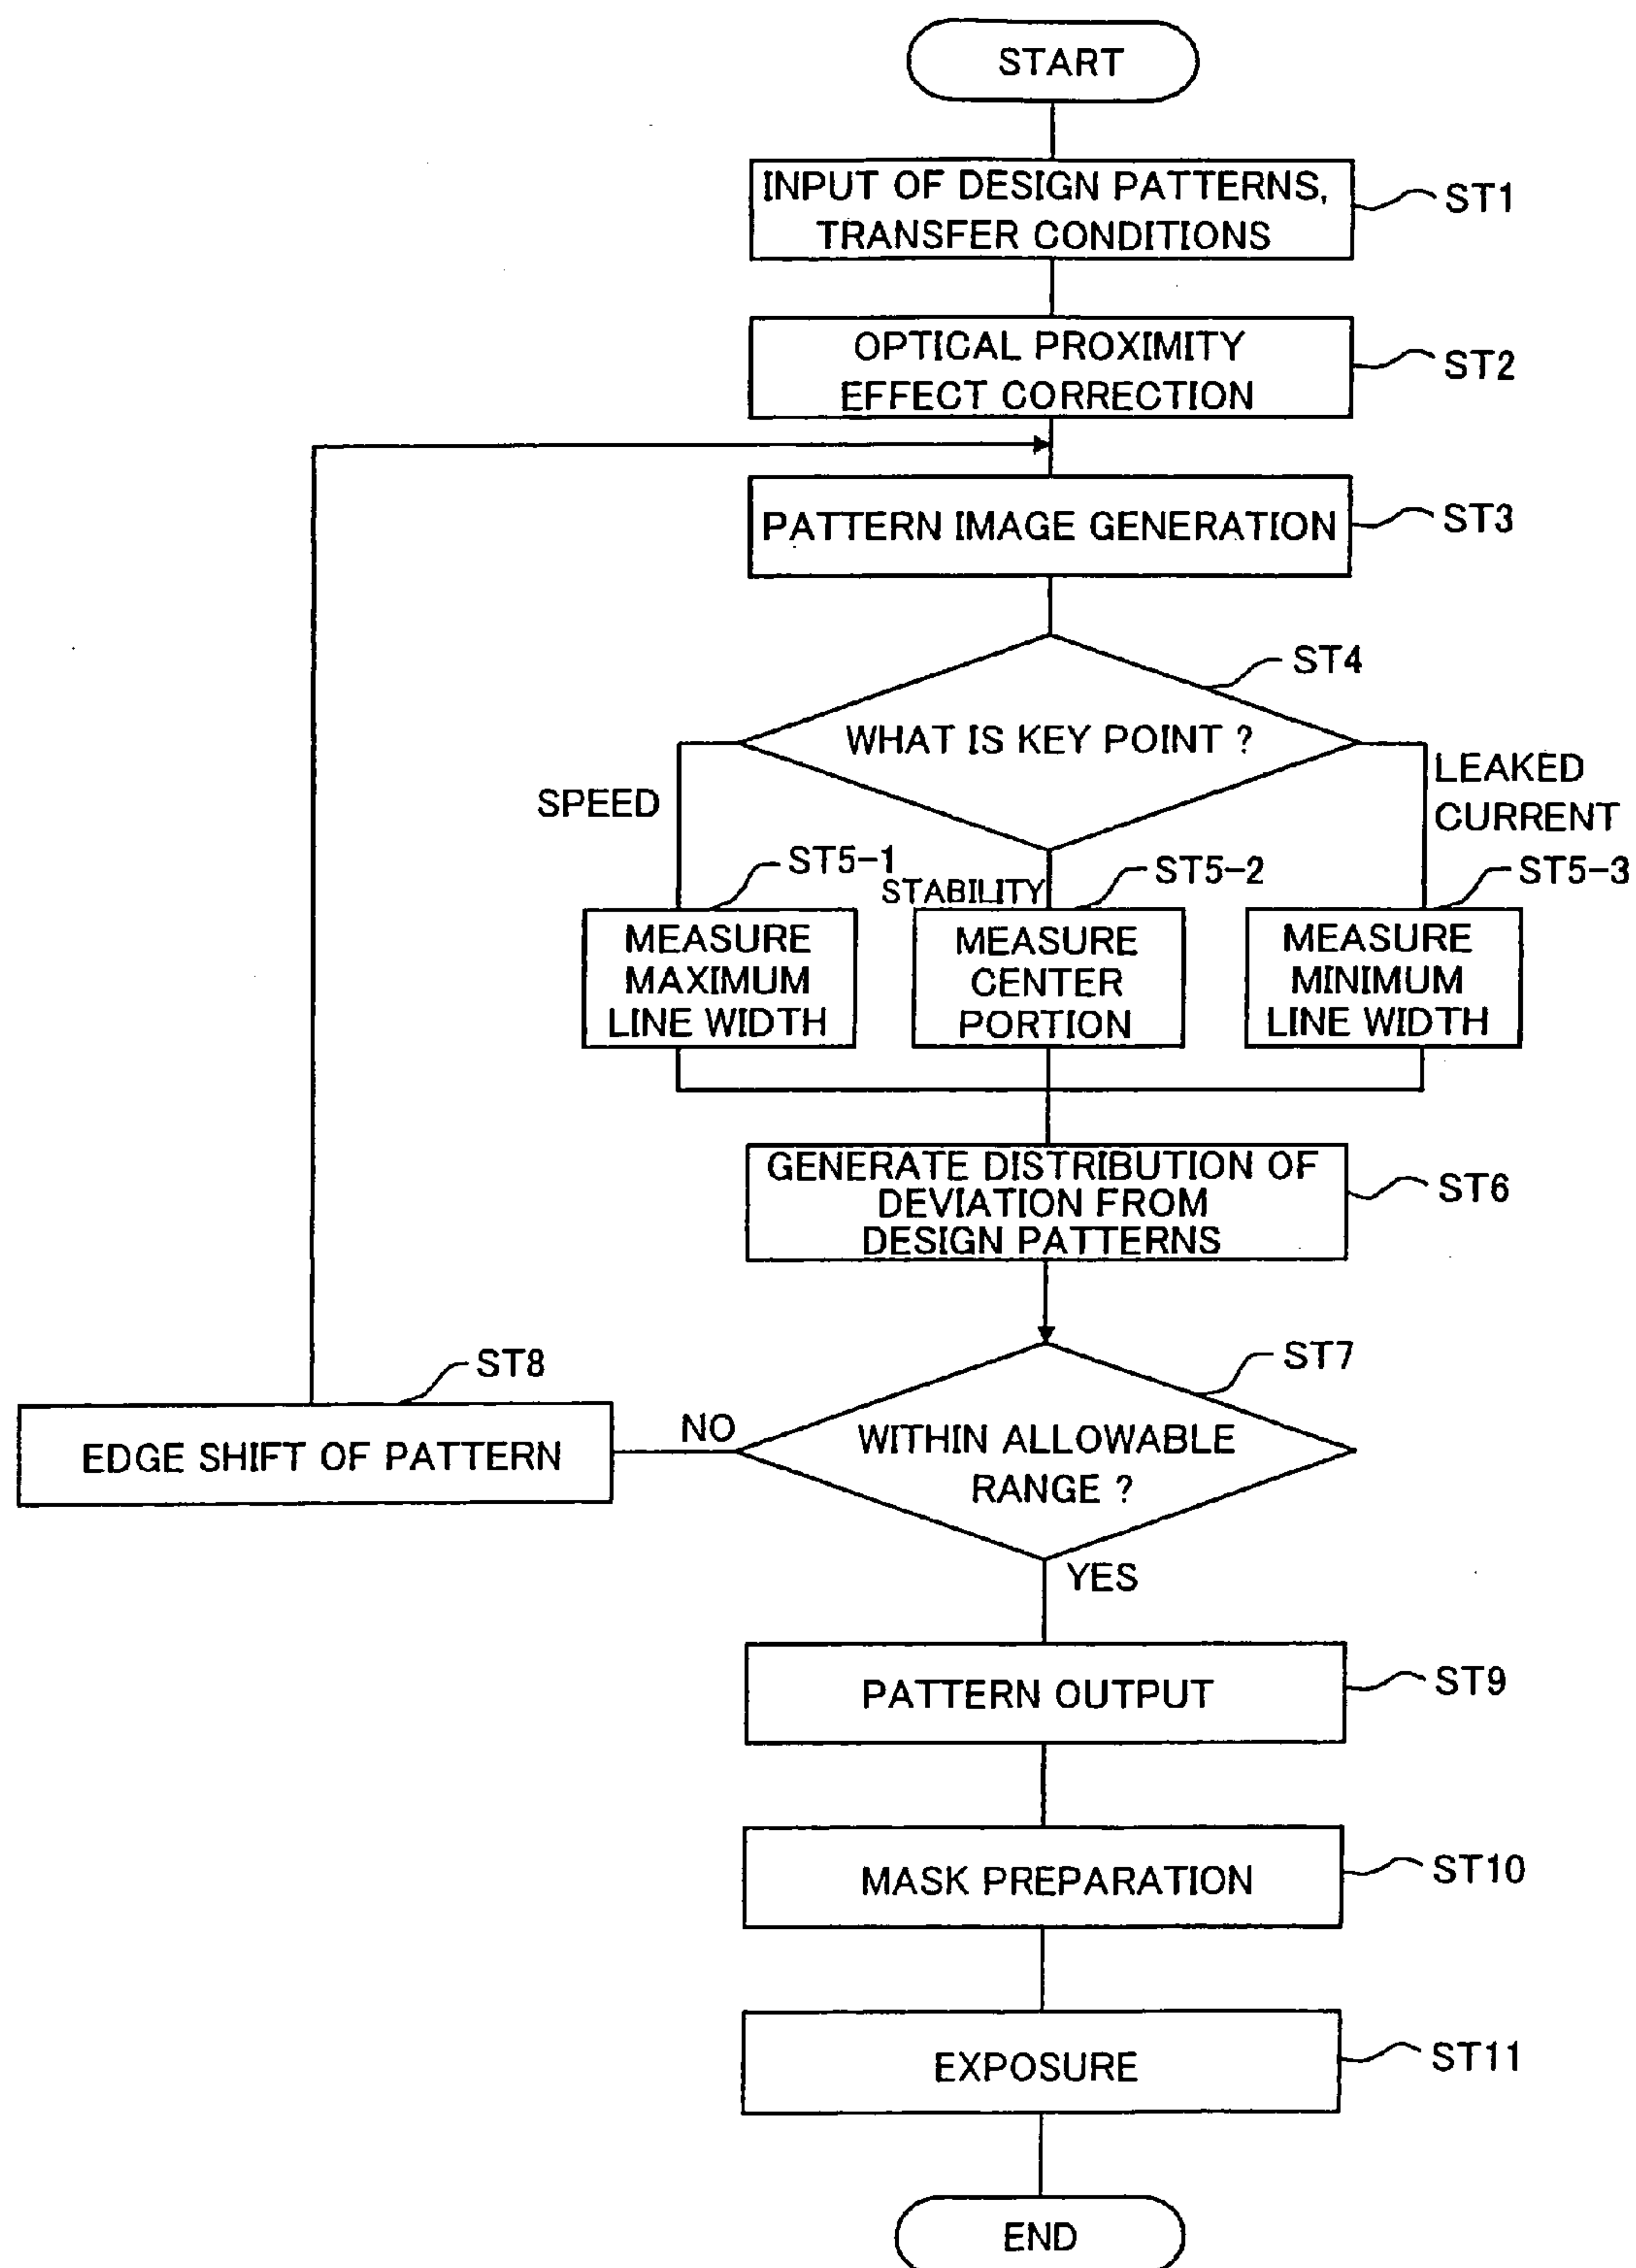 START
INPUT OF DESIGN PATTERNS,
TRANSFER CONDITIONS
ST1
OPTICAL PROXIMITY
EFFECT CORRECTION
ST2
PATTERN IMAGE GENERATION
ST3
ST4
WHAT IS KEY POINT ?
SPEED
LEAKED
CURRENT
STABILITY
ST5-1
ST5-2
ST5-3
MEASURE
MAXIMUM
LINE WIDTH
MEASURE
CENTER
PORTION
MEASURE
MINIMUM
LINE WIDTH
GENERATE DISTRIBUTION OF
DEVIATION FROM
DESIGN PATTERNS
ST6
ST7
WITHIN ALLOWABLE
RANGE ?
NO
ST8
EDGE SHIFT OF PATTERN
YES
PATTERN OUTPUT
ST9
MASK PREPARATION
ST10
EXPOSURE
ST11
END